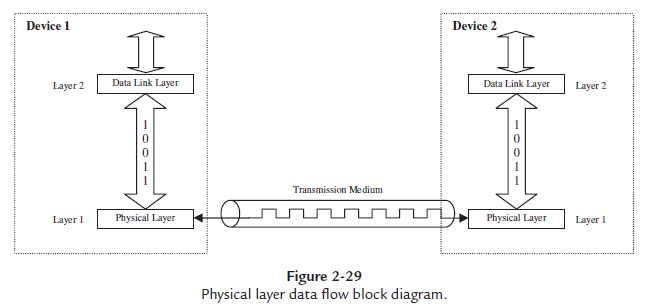 Device 1
Device 2
Layer 2
Data Link Layer
Data Link Layer
Layer 2
1
0
0
1
1
1
0
0
1
1
Transmission Medium
Layer 1
Physical Layer
Physical Layer
Layer 1
Figure 2-29
Physical layer data flow block diagram.